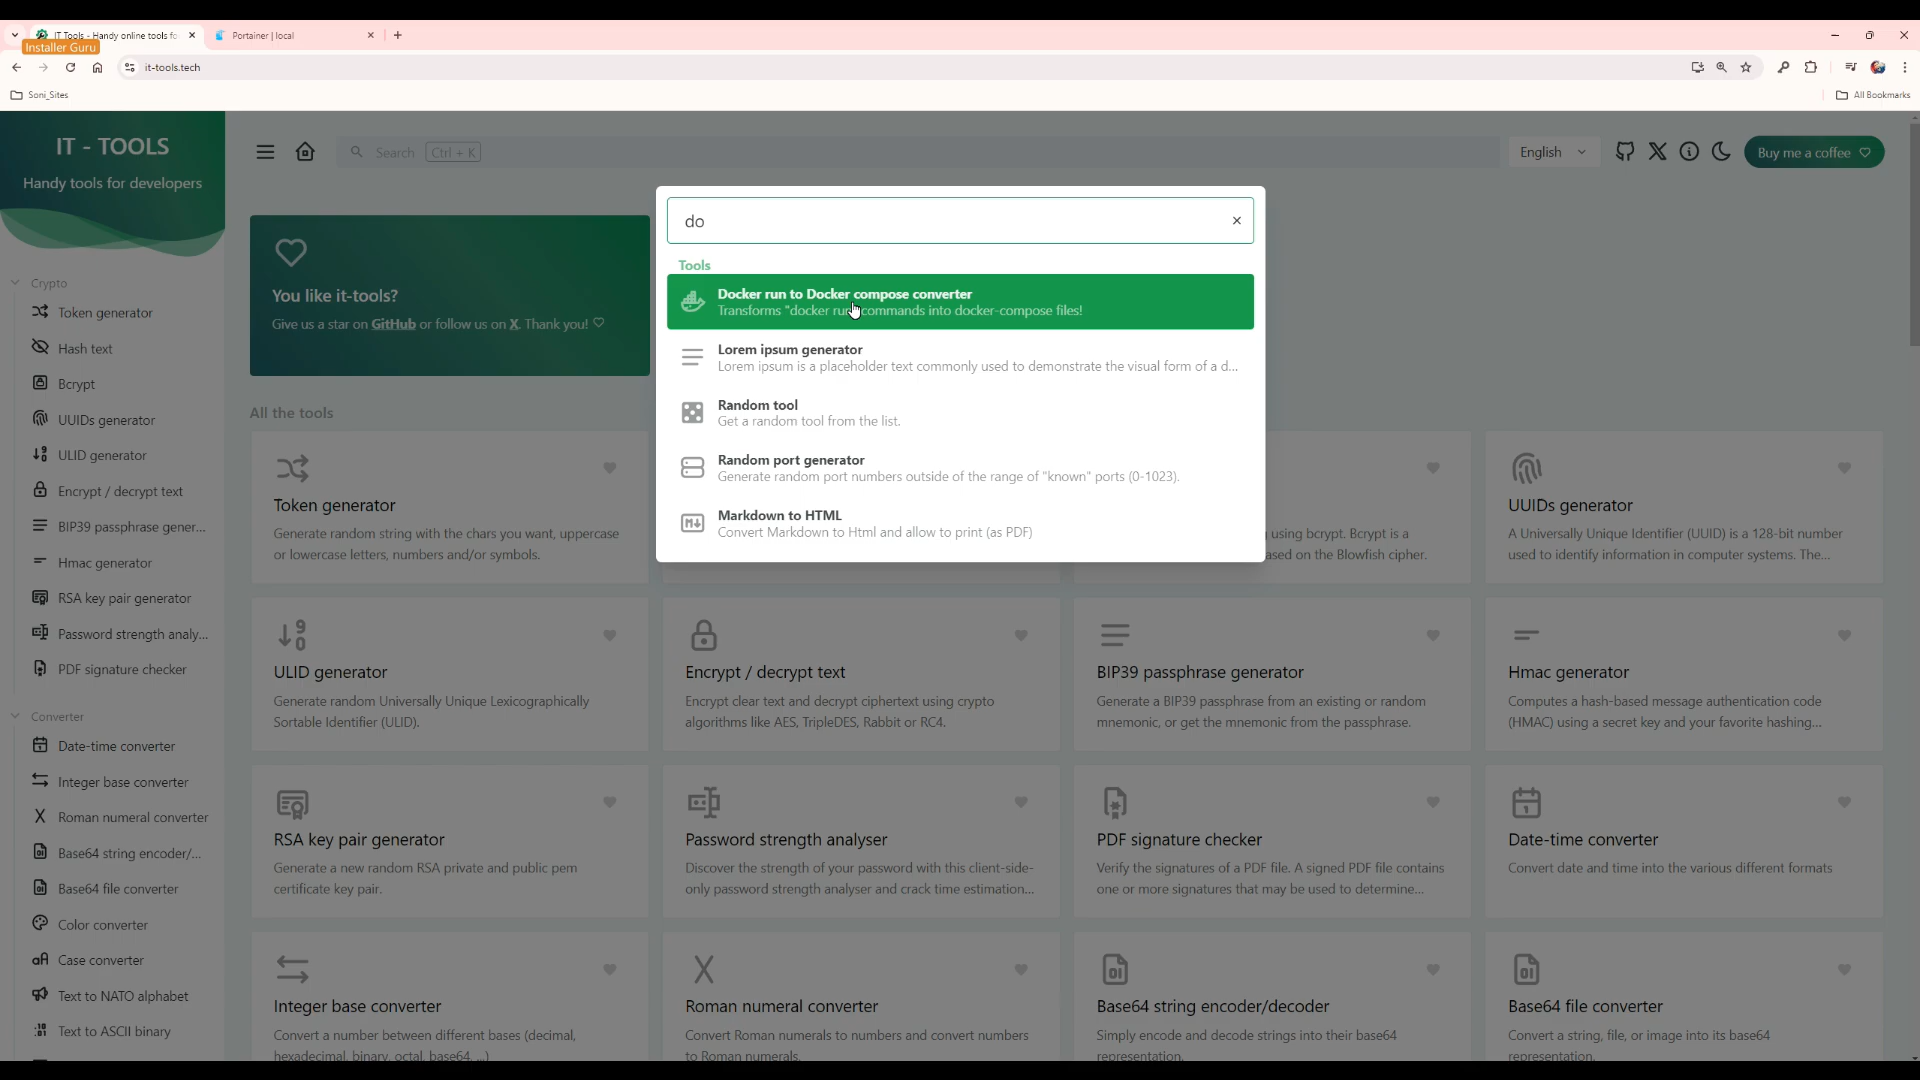 IT Tools - Handy online tools fo
Portainer | local
Installer Guru
it-tools.tech
Soni_Sites
All Bookmarks
IT - TOOLS
Handy tools for developers
Search
Ctrl + K
English
Buy me a coffee
do
Tools
Docker run to Docker compose converter
Transforms "docker run" commands into docker-compose files!
Lorem ipsum generator
Lorem ipsum is a placeholder text commonly used to demonstrate the visual form of a d...
Random tool
Get a random tool from the list.
Random port generator
Generate random port numbers outside of the range of "known" ports (0-1023).
Markdown to HTML
Convert Markdown to Html and allow to print (as PDF)
You like it-tools?
Give us a star on GitHub or follow us on X. Thank you!
Crypto
Token generator
Hash text
Bcrypt
UUIDs generator
ULID generator
Encrypt / decrypt text
BIP39 passphrase gener...
Hmac generator
RSA key pair generator
Password strength analy...
PDF signature checker
Converter
Date-time converter
Integer base converter
Roman numeral converter
Base64 string encoder/...
Base64 file converter
Color converter
Case converter
Text to NATO alphabet
Text to ASCII binary
All the tools
Token generator
Generate random string with the chars you want, uppercase
or lowercase letters, numbers and/or symbols.
using bcrypt. Bcrypt is a
ased on the Blowfish cipher.
UUIDs generator
A Universally Unique Identifier (UUID) is a 128-bit number
used to identify information in computer systems. The...
ULID generator
Generate random Universally Unique Lexicographically
Sortable Identifier (ULID).
Encrypt / decrypt text
Encrypt clear text and decrypt ciphertext using crypto
algorithms like AES, TripleDES, Rabbit or RC4.
BIP39 passphrase generator
Generate a BIP39 passphrase from an existing or random
mnemonic, or get the mnemonic from the passphrase.
Hmac generator
Computes a hash-based message authentication code
(HMAC) using a secret key and your favorite hashing...
RSA key pair generator
Generate a new random RSA private and public pem
certificate key pair.
Password strength analyser
Discover the strength of your password with this client-side-
only password strength analyser and crack time estimation...
PDF signature checker
Verify the signatures of a PDF file. A signed PDF file contains
one or more signatures that may be used to determine...
Date-time converter
Convert date and time into the various different formats
Integer base converter
Convert a number between different bases (decimal,
hexadecimal, binary, octal, base64, ...)
Roman numeral converter
Convert Roman numerals to numbers and convert numbers
to Roman numerals.
Base64 string encoder/decoder
Simply encode and decode strings into their base64
representation.
Base64 file converter
Convert a string, file, or image into its base64
representation.